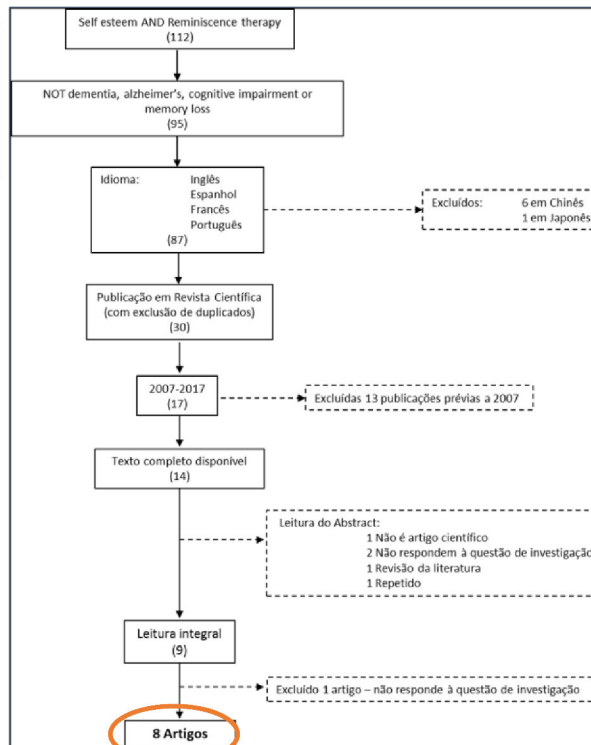 Self esteem AND Reminiscence therapy
(112)
NOT dementia, alzheimer's, cognitive impairment or
memory loss
(95)
Idioma: Inglês
Espanhol
Francês
Português
(87)
Excluídos: 6 em Chinês
1 em Japonês
Publicação em Revista Científica
(com exclusão de duplicados)
(30)
2007-2017
(17)
Excluídas 13 publicações prévias a 2007
Texto completo disponível
(14)
Leitura do Abstract:
1 Não é artigo científico
2 Não respondem à questão de investigação
1 Revisão da literatura
1 Repetido
Leitura integral
(9)
Excluído 1 artigo – não responde à questão de investigação
8 Artigos